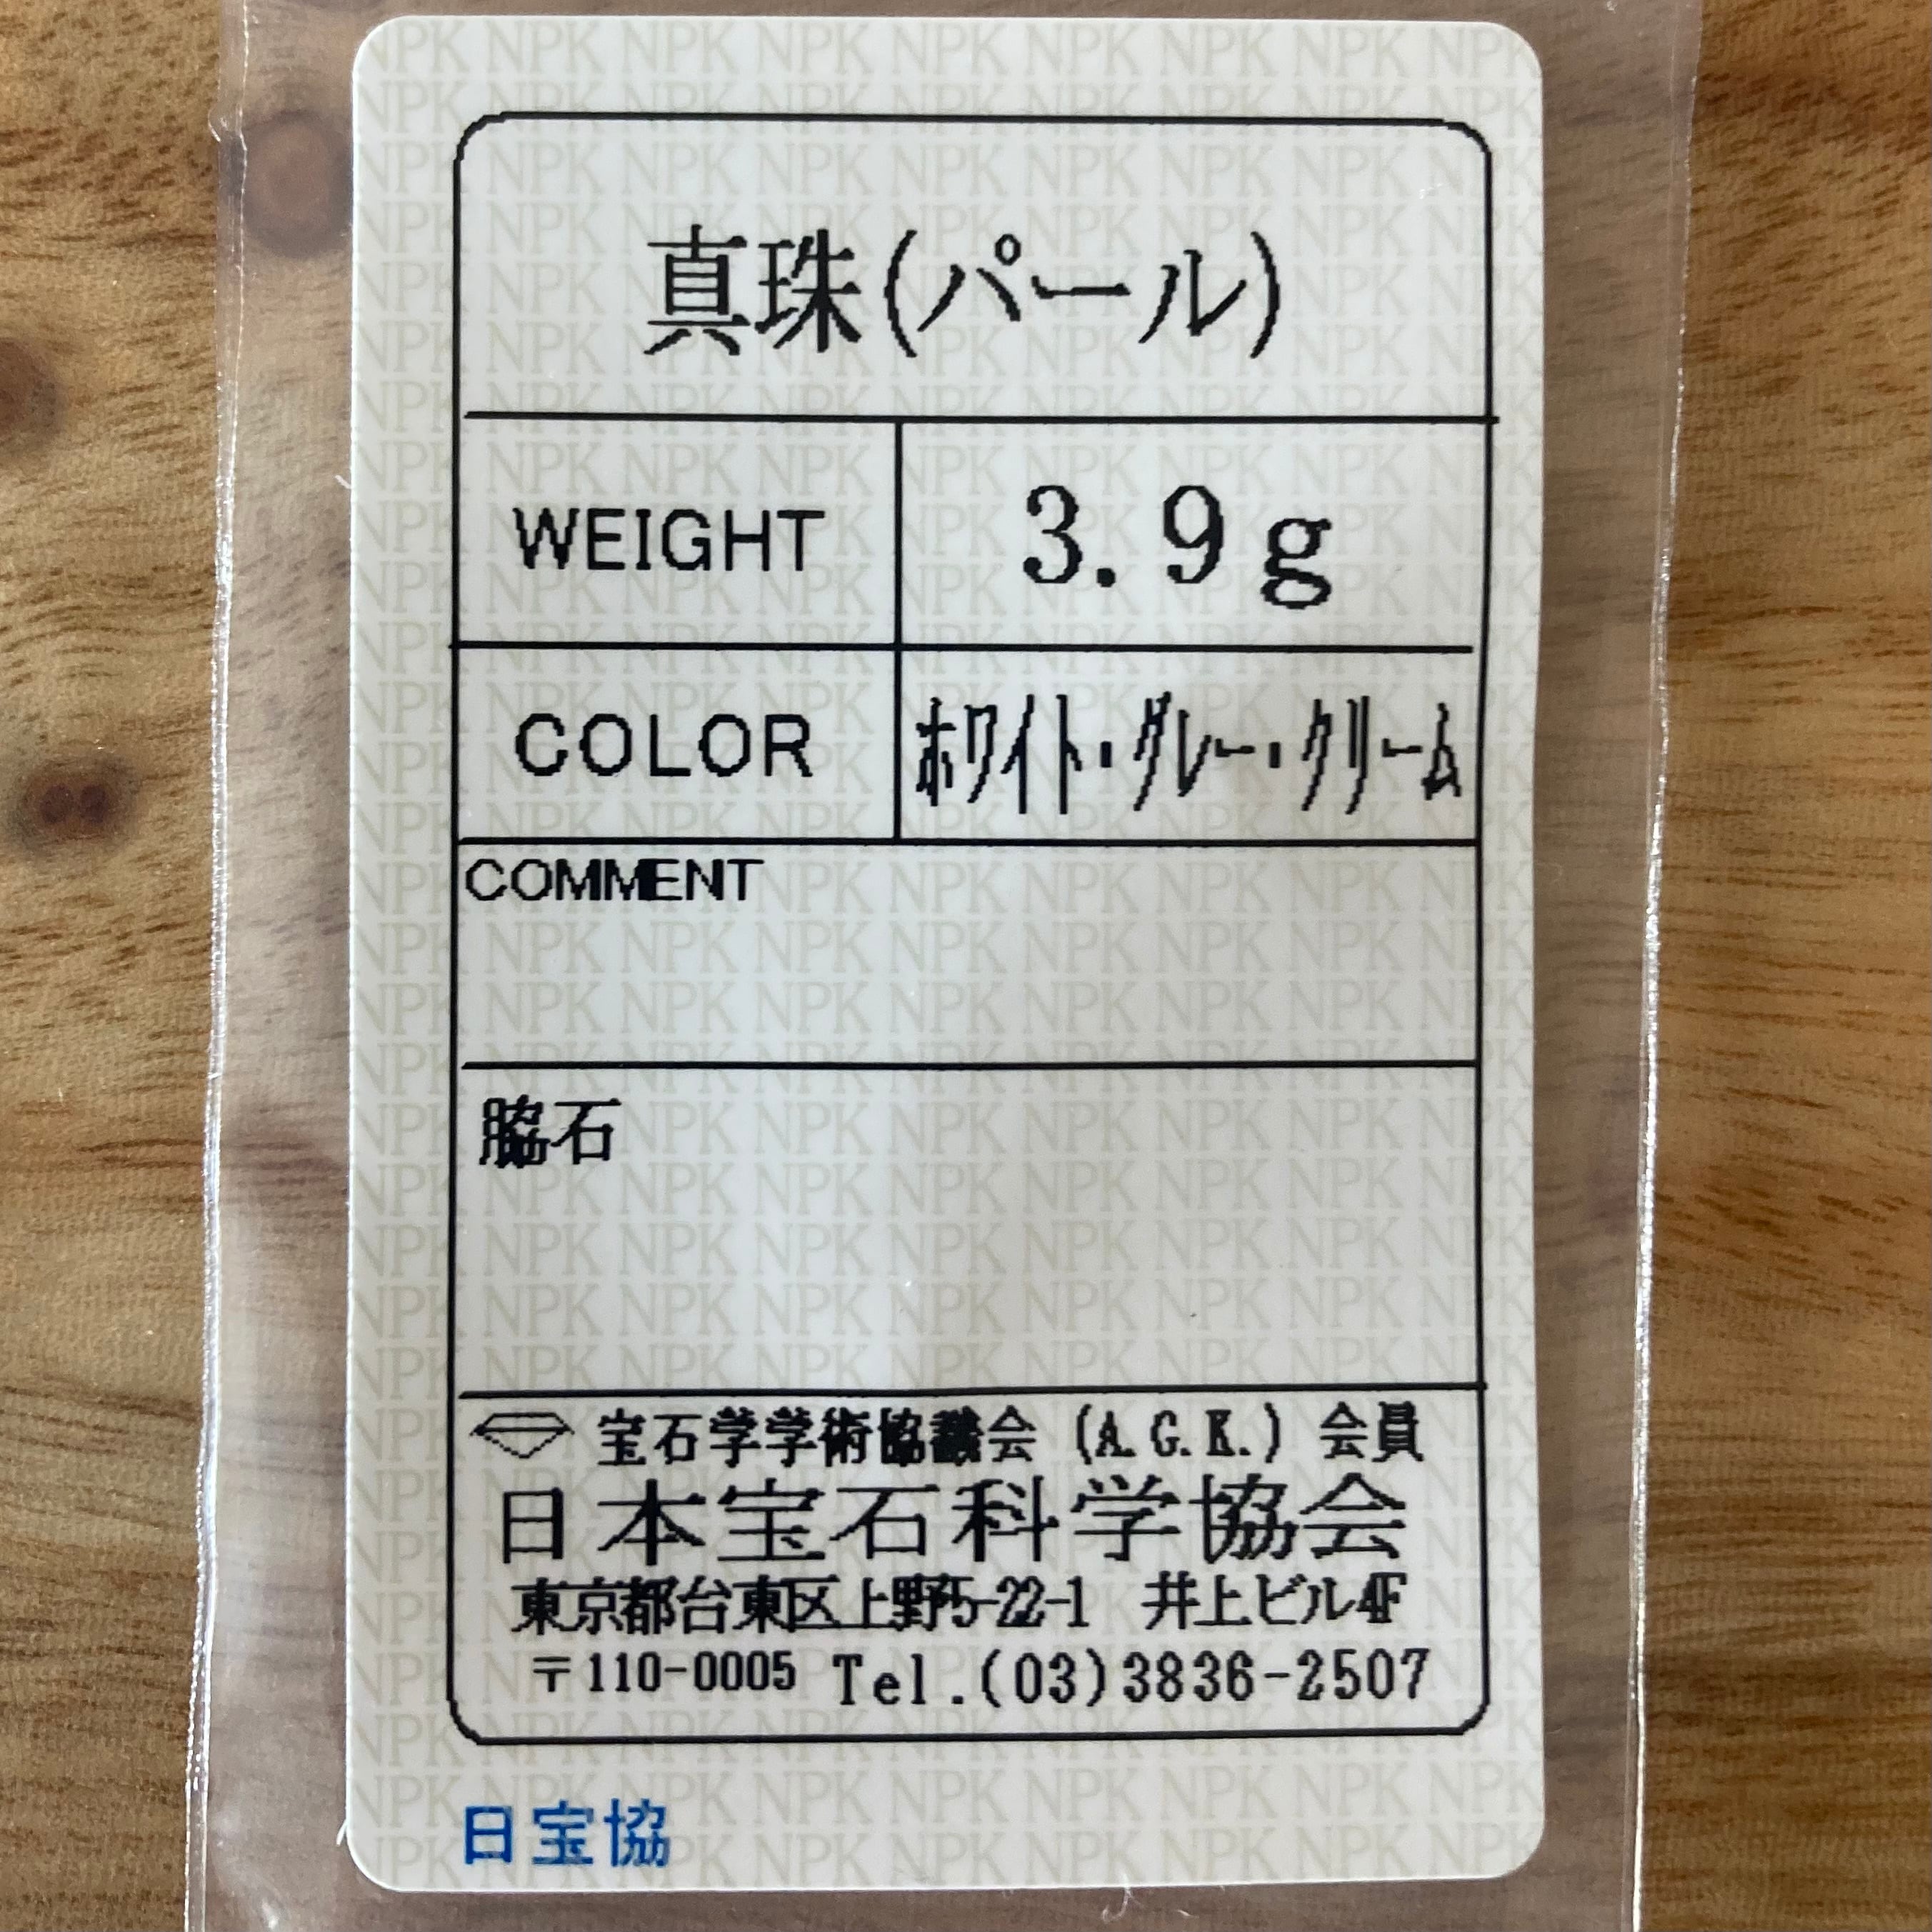 真珠(パール)
WEIGHT 3.9g
COLOR ﾎﾜｲﾄ・ｸﾞﾚｰ・ｸﾘｰﾑ
COMMENT
脇石
宝石学学術協議会 (A.G.K.) 会員
日本宝石科学協会
東京都台東区上野5-22-1 井上ビル4F
〒110-0005 Tel.(03)3836-2507
日宝協